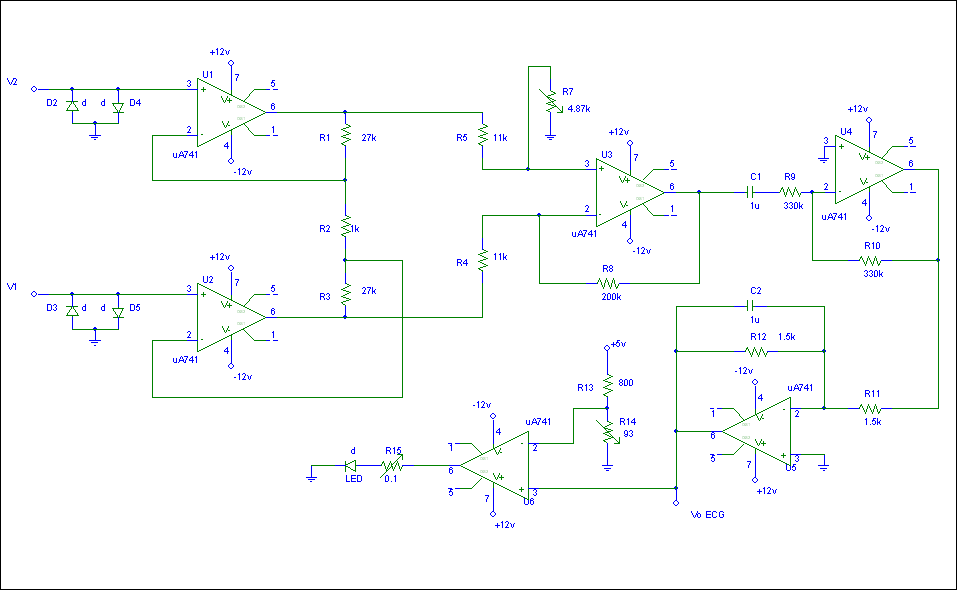 V2
D2 d d D4
+12v
U1
7
3 + 5
V+
6
2 - V- 1
4
uA741
-12v
R1 27k
R2 1k
R3 27k
V1
D3 d d D5
+12v
U2
7
3 + 5
V+
6
2 - V- 1
4
uA741
-12v
R5 11k
R4 11k
R7
4.87k
+12v
U3
7
3 + 5
V+
6
2 - V- 1
4
uA741
-12v
R8
200k
C1
1u
R9
330k
+12v
U4
7
3 + 5
V+
6
2 - V- 1
4
uA741
-12v
R10
330k
C2
1u
R12 1.5k
R11
1.5k
-12v
uA741
4
1 V- - 2
6
5 V+ + 3
7
U5
+12v
Vo ECG
+5v
R13 800
R14
93
-12v
uA741
4
1 V- - 2
6
5 V+ + 3
7
U6
+12v
d
LED
R15
0.1